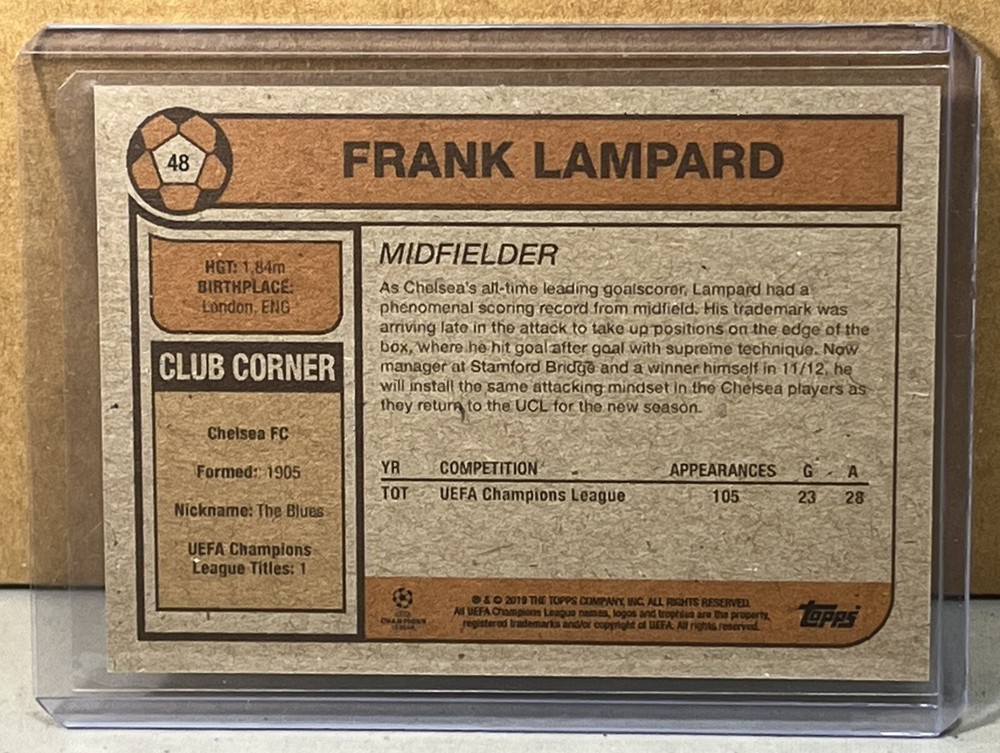 48
FRANK LAMPARD
HGT: 1,84m
BIRTHPLACE:
London, ENG
CLUB CORNER
Chelsea FC
Formed: 1905
Nickname: The Blues
UEFA Champions
League Titles: 1
MIDFIELDER
As Chelsea's all-time leading goalscorer, Lampard had a
phenomenal scoring record from midfield. His trademark was
arriving late in the attack to take up positions on the edge of the
box, where he hit goal after goal with supreme technique. Now
manager at Stamford Bridge and a winner himself in 11/12, he
will install the same attacking mindset in the Chelsea players as
they return to the UCL for the new season.
YR COMPETITION APPEARANCES G A
TOT UEFA Champions League 105 23 28
UEFA
CHAMPIONS
LEAGUE
® & © 2019 THE TOPPS COMPANY, INC. ALL RIGHTS RESERVED.
All UEFA Champions League names, logos and trophies are the property,
registered trademarks and/or copyright of UEFA. All rights reserved.
topps